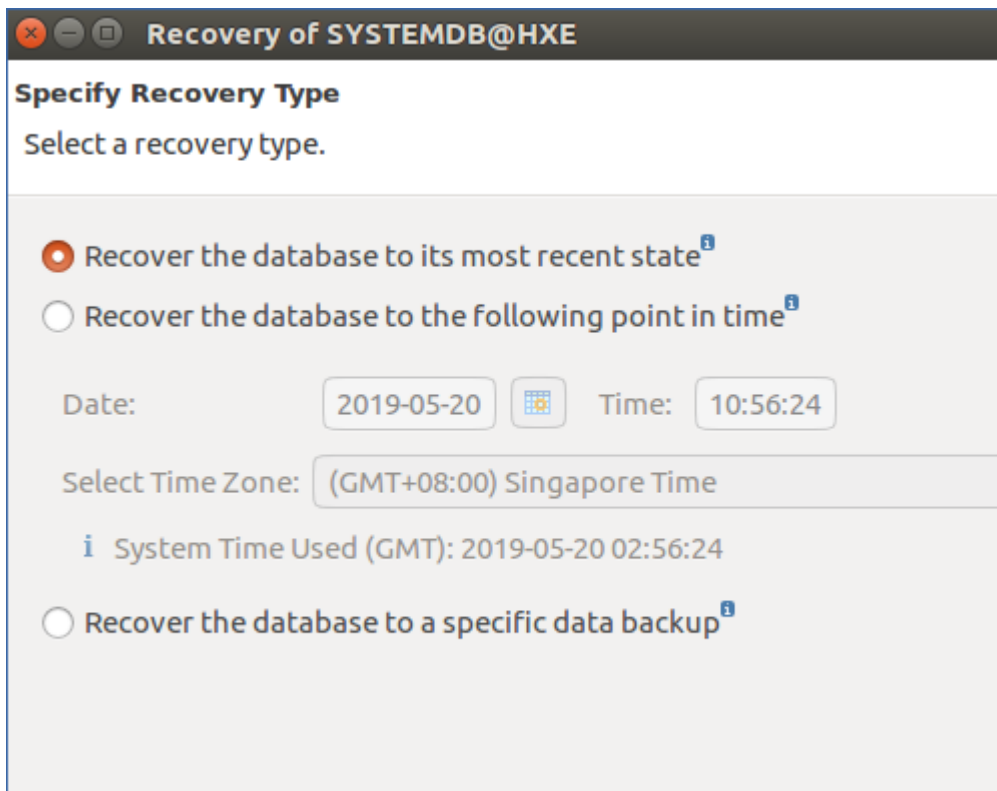 Recovery of SYSTEMDB@HXE
Specify Recovery Type
Select a recovery type.
Recover the database to its most recent state
Recover the database to the following point in time
Date: 2019-05-20 Time: 10:56:24
Select Time Zone: (GMT+08:00) Singapore Time
i System Time Used (GMT): 2019-05-20 02:56:24
Recover the database to a specific data backup